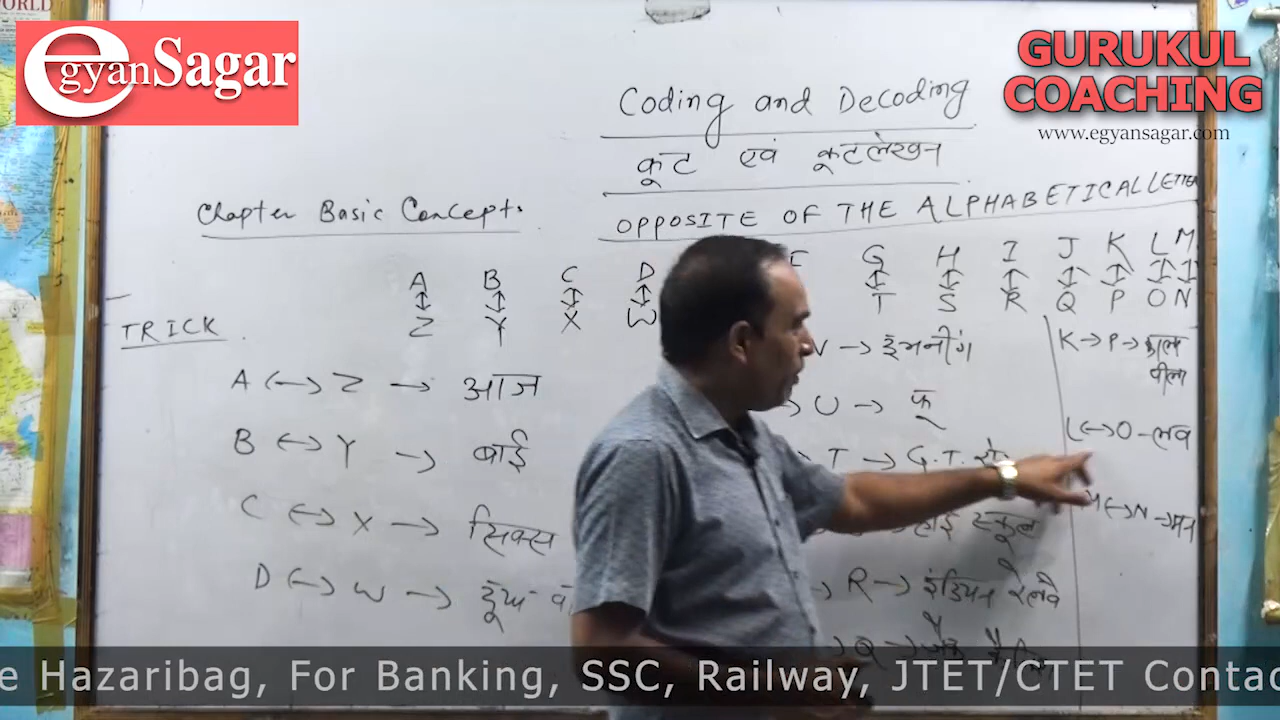 WORLD
egyanSagar
GURUKUL
COACHING
www.egyansagar.com
Coding and Decoding
कूट एवं कूटलेखन
Chapter Basic Concepts
OPPOSITE OF THE ALPHABETICAL LETTER
A B C D G H I J K L M
Z Y X W T S R Q P O N
TRICK
A ↔ Z → आज
B ↔ Y → बाई
C ↔ X → सिक्स
D ↔ W →
V →
U → फू
T → G.T.
हाई स्कूल
R → इंडियन रेलवे
Q →
K → P → काला
पीला
L ↔ O - लव
M ↔ N → मन
e Hazaribag, For Banking, SSC, Railway, JTET/CTET Contac